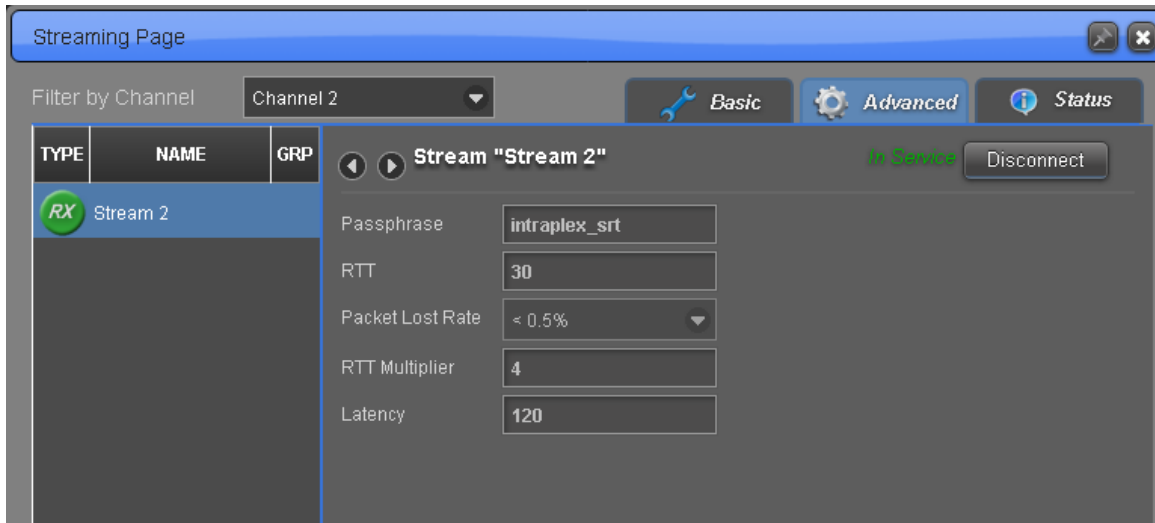 Streaming Page
Filter by Channel Channel 2 Basic Advanced Status
TYPE NAME GRP Stream "Stream 2" In Service Disconnect
RX Stream 2
Passphrase intraplex_srt
RTT 30
Packet Lost Rate < 0.5%
RTT Multiplier 4
Latency 120